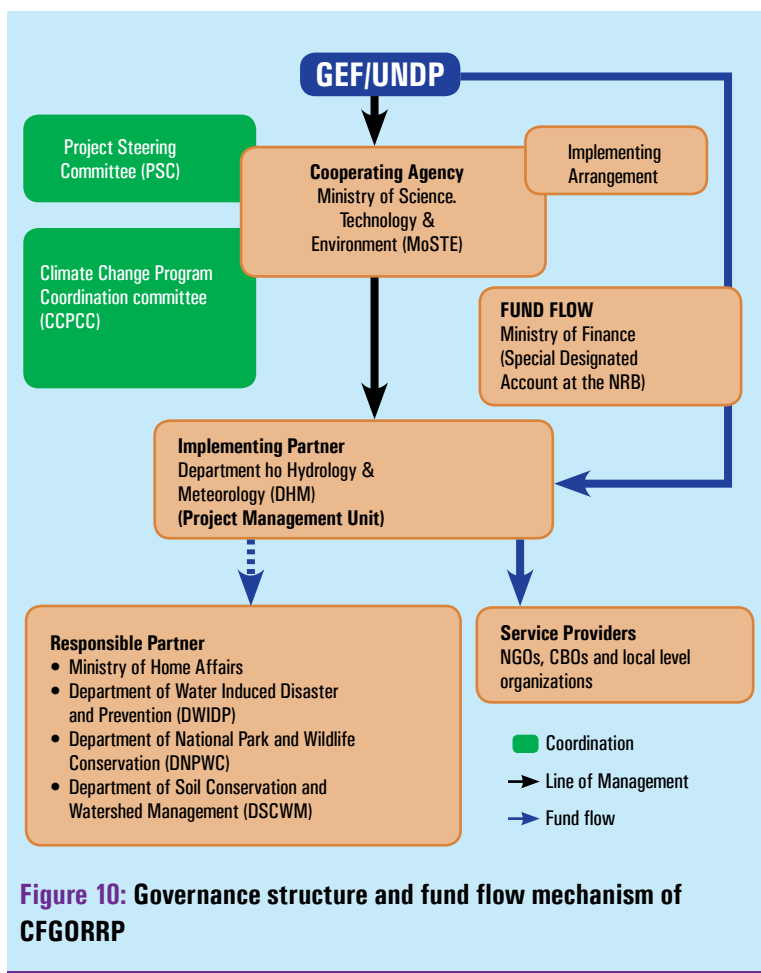 GEF/UNDP
Project Steering
Committee (PSC)
Cooperating Agency
Ministry of Science.
Technology &
Environment (MoSTE)
Implementing
Arrangement
Climate Change Program
Coordination committee
(CCPCC)
FUND FLOW
Ministry of Finance
(Special Designated
Account at the NRB)
Implementing Partner
Department ho Hydrology &
Meteorology (DHM)
(Project Management Unit)
Responsible Partner
• Ministry of Home Affairs
• Department of Water Induced Disaster
and Prevention (DWIDP)
• Department of National Park and Wildlife
Conservation (DNPWC)
• Department of Soil Conservation and
Watershed Management (DSCWM)
Service Providers
NGOs, CBOs and local level
organizations
Coordination
Line of Management
Fund flow
Figure 10: Governance structure and fund flow mechanism of
CFGORRP